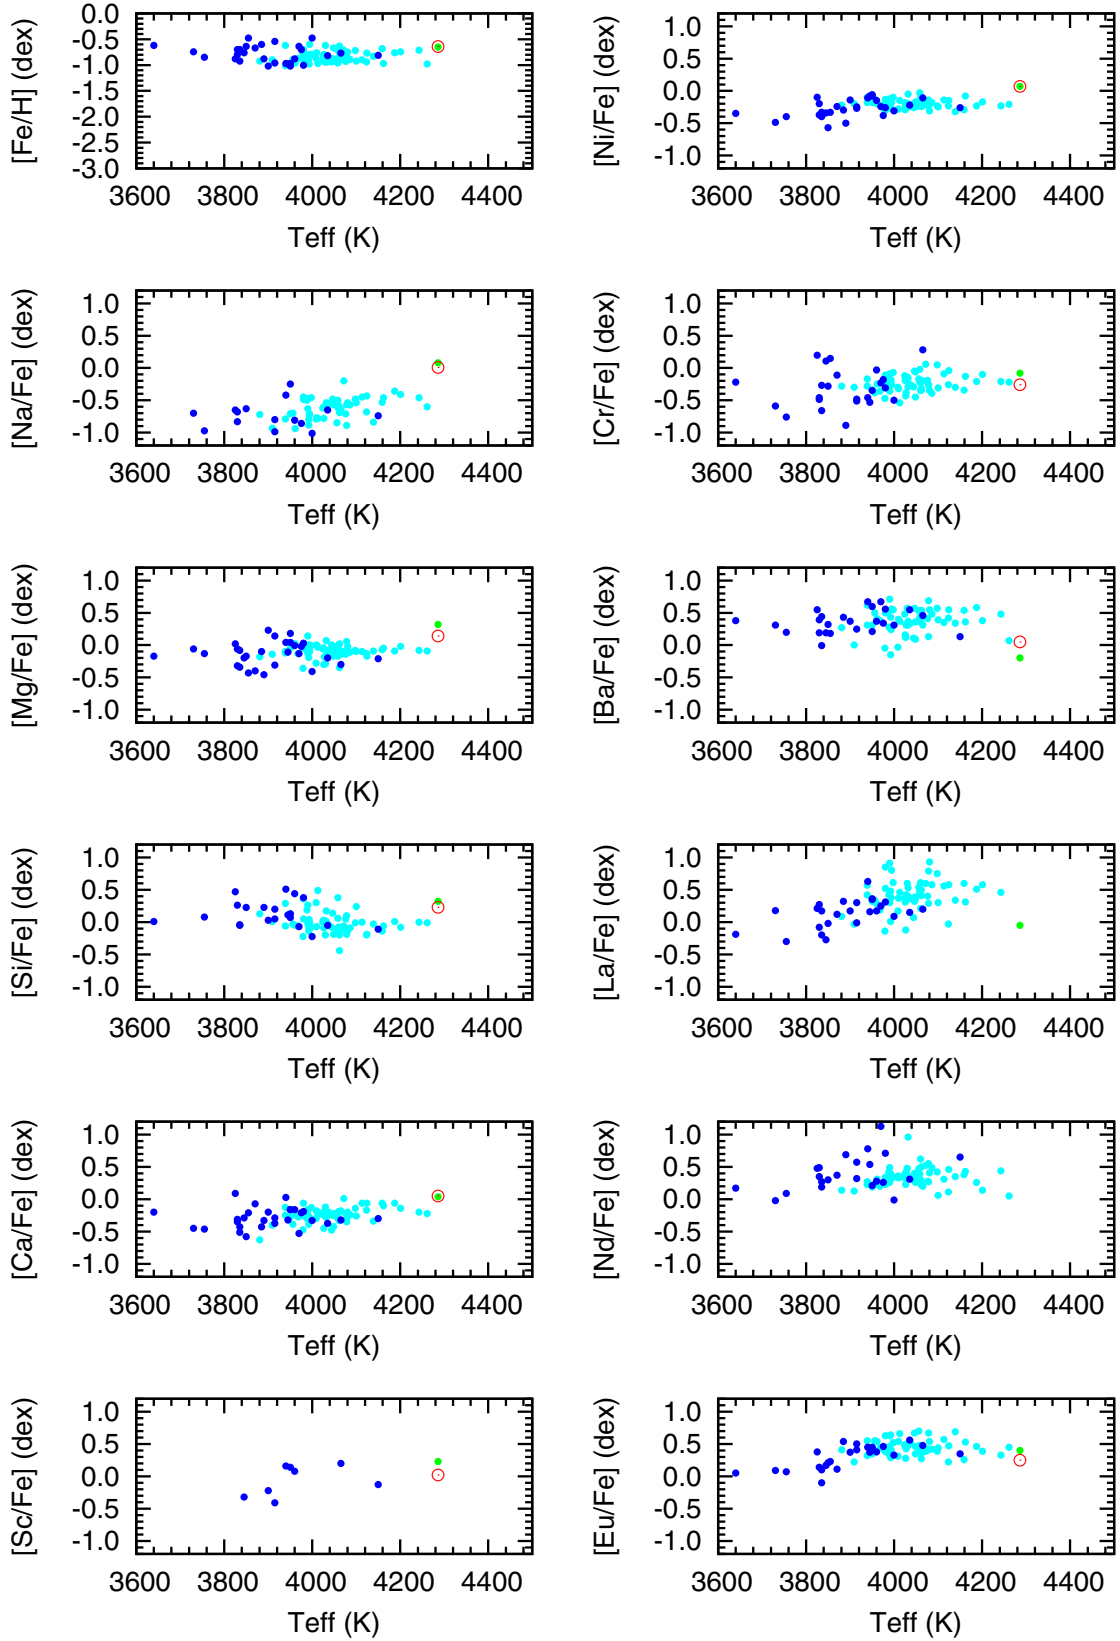 [Fe/H] (dex)
0.0
-0.5
-1.0
-1.5
-2.0
-2.5
-3.0
3600 3800 4000 4200 4400
Teff (K)
[Ni/Fe] (dex)
1.0
0.5
0.0
-0.5
-1.0
3600 3800 4000 4200 4400
Teff (K)
[Na/Fe] (dex)
1.0
0.5
0.0
-0.5
-1.0
3600 3800 4000 4200 4400
Teff (K)
[Cr/Fe] (dex)
1.0
0.5
0.0
-0.5
-1.0
3600 3800 4000 4200 4400
Teff (K)
[Mg/Fe] (dex)
1.0
0.5
0.0
-0.5
-1.0
3600 3800 4000 4200 4400
Teff (K)
[Ba/Fe] (dex)
1.0
0.5
0.0
-0.5
-1.0
3600 3800 4000 4200 4400
Teff (K)
[Si/Fe] (dex)
1.0
0.5
0.0
-0.5
-1.0
3600 3800 4000 4200 4400
Teff (K)
[La/Fe] (dex)
1.0
0.5
0.0
-0.5
-1.0
3600 3800 4000 4200 4400
Teff (K)
[Ca/Fe] (dex)
1.0
0.5
0.0
-0.5
-1.0
3600 3800 4000 4200 4400
Teff (K)
[Nd/Fe] (dex)
1.0
0.5
0.0
-0.5
-1.0
3600 3800 4000 4200 4400
Teff (K)
[Sc/Fe] (dex)
1.0
0.5
0.0
-0.5
-1.0
3600 3800 4000 4200 4400
Teff (K)
[Eu/Fe] (dex)
1.0
0.5
0.0
-0.5
-1.0
3600 3800 4000 4200 4400
Teff (K)